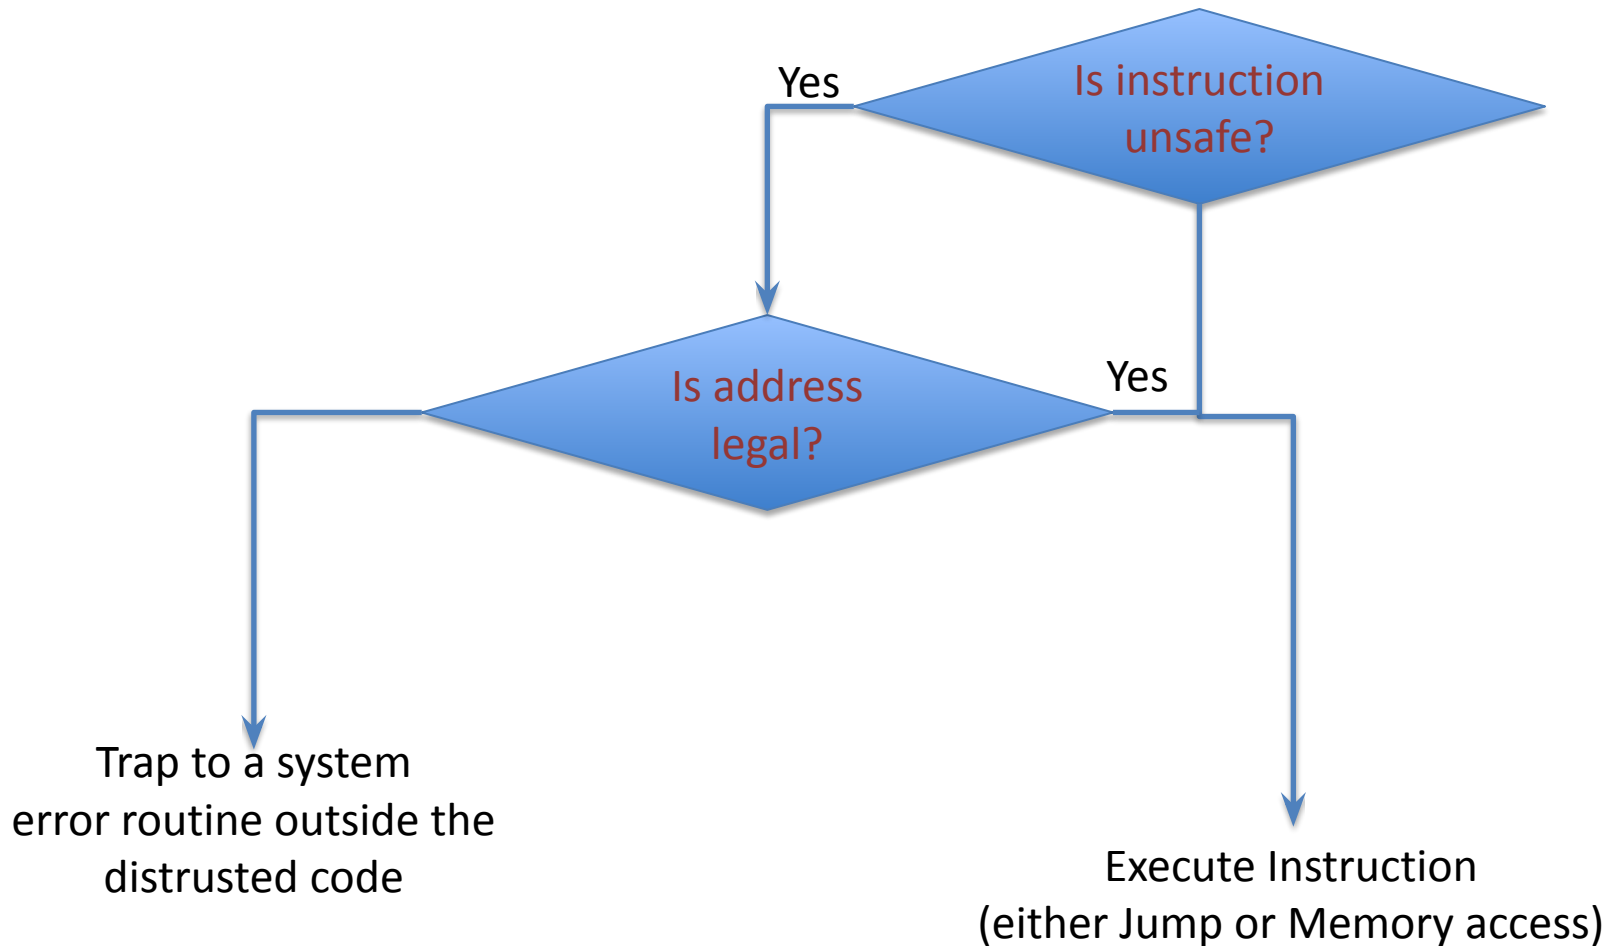 Yes
Is instruction
unsafe?
Is address
legal?
Yes
Trap to a system
error routine outside the
distrusted code
Execute Instruction
(either Jump or Memory access)